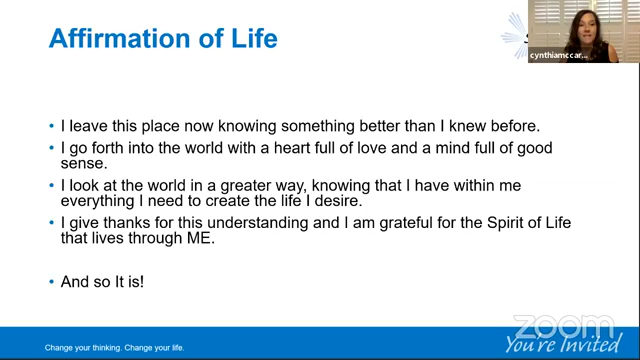 Affirmation of Life
cynthiamccar...
• I leave this place now knowing something better than I knew before.
• I go forth into the world with a heart full of love and a mind full of good
sense.
• I look at the world in a greater way, knowing that I have within me
everything I need to create the life I desire.
• I give thanks for this understanding and I am grateful for the Spirit of Life
that lives through ME.
• And so It is!
zoom
Change your thinking. Change your life.
You're Invited